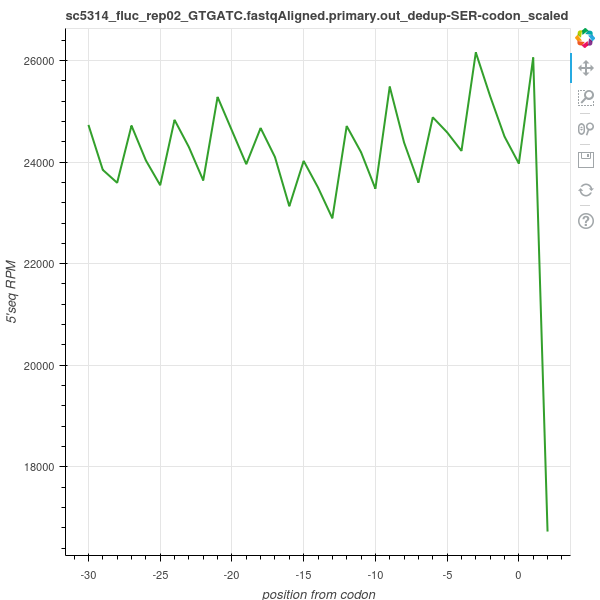 sc5314_fluc_rep02_GTGATC.fastqAligned.primary.out_dedup-SER-codon_scaled
26000
24000
22000
20000
18000
5'seq RPM
-30 -25 -20 -15 -10 -5 0
position from codon